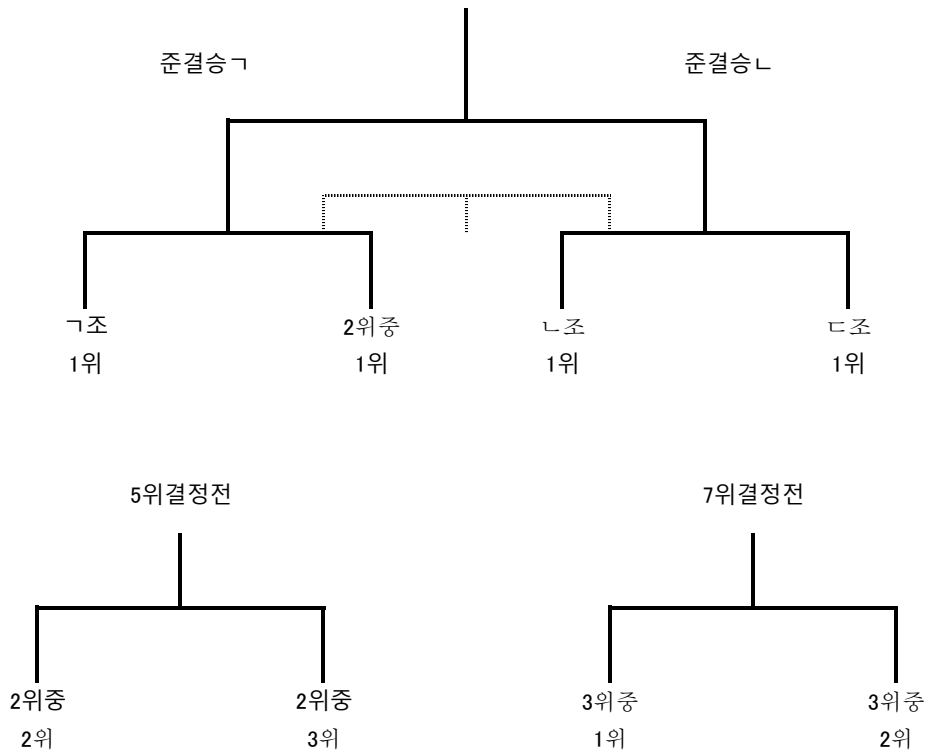 준결승ㄱ 준결승ㄴ
ㄱ조 2위중 ㄴ조 ㄷ조
1위 1위 1위 1위
5위결정전 7위결정전
2위중 2위중 3위중 3위중
2위 3위 1위 2위